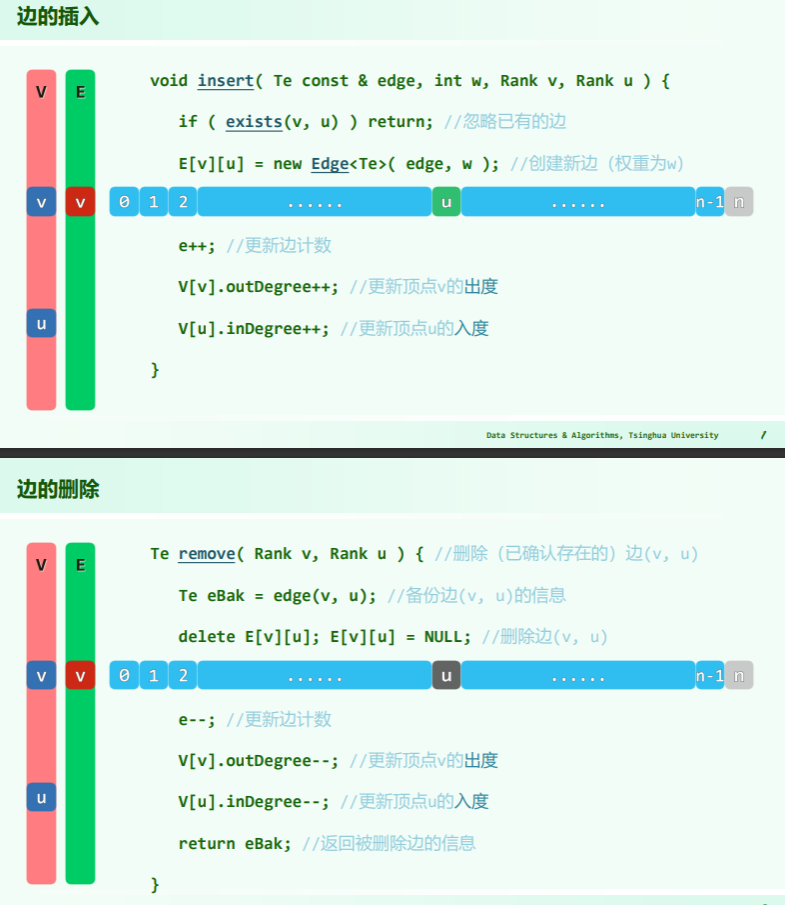 边的插入
V E
void insert( Te const & edge, int w, Rank v, Rank u ) {
if ( exists(v, u) ) return; //忽略已有的边
E[v][u] = new Edge<Te>( edge, w ); //创建新边（权重为w）
v v 0 1 2 ...... u ...... n-1 n
e++; //更新边计数
V[v].outDegree++; //更新顶点v的出度
u
V[u].inDegree++; //更新顶点u的入度
}
Data Structures & Algorithms, Tsinghua University
边的删除
V E
Te remove( Rank v, Rank u ) { //删除（已确认存在的）边(v, u)
Te eBak = edge(v, u); //备份边(v, u)的信息
delete E[v][u]; E[v][u] = NULL; //删除边(v, u)
v v 0 1 2 ...... u ...... n-1 n
e--; //更新边计数
V[v].outDegree--; //更新顶点v的出度
u
V[u].inDegree--; //更新顶点u的入度
return eBak; //返回被删除边的信息
}